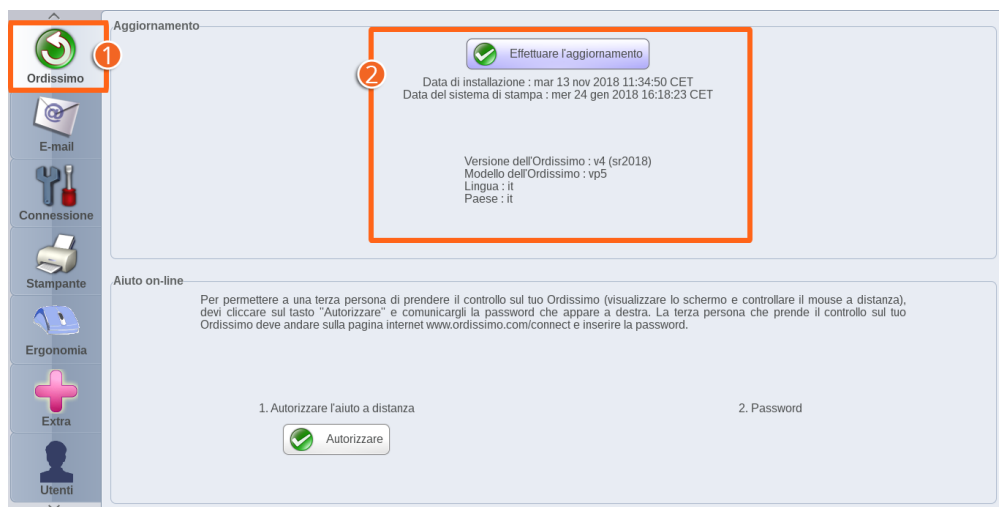 Aggiornamento
1
Ordissimo
2
Effettuare l'aggiornamento
Data di installazione : mar 13 nov 2018 11:34:50 CET
Data del sistema di stampa : mer 24 gen 2018 16:18:23 CET
E-mail
Versione dell'Ordissimo : v4 (sr2018)
Modello dell'Ordissimo : vp5
Lingua : it
Paese : it
Connessione
Stampante
Aiuto on-line
Per permettere a una terza persona di prendere il controllo sul tuo Ordissimo (visualizzare lo schermo e controllare il mouse a distanza),
devi cliccare sul tasto "Autorizzare" e comunicargli la password che appare a destra. La terza persona che prende il controllo sul tuo
Ordissimo deve andare sulla pagina internet www.ordissimo.com/connect e inserire la password.
Ergonomia
1. Autorizzare l'aiuto a distanza
2. Password
Extra
Autorizzare
Utenti